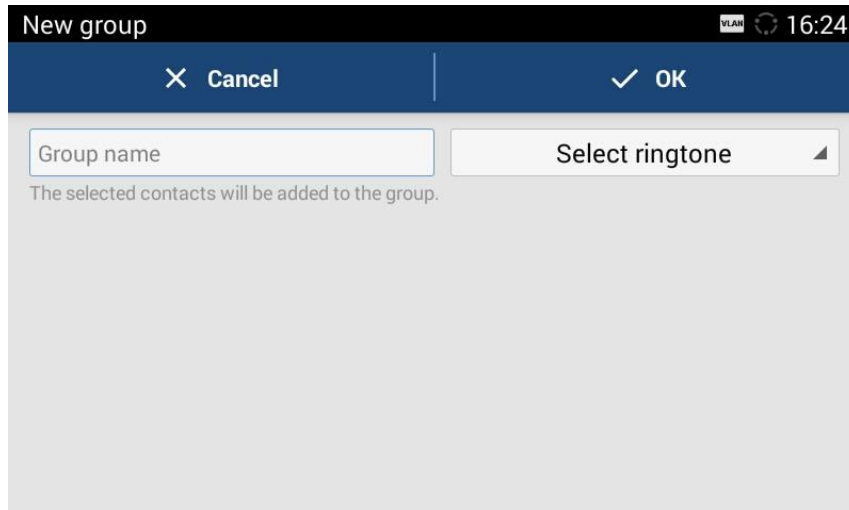 New group VLAN 16:24
Cancel OK
Group name Select ringtone
The selected contacts will be added to the group.